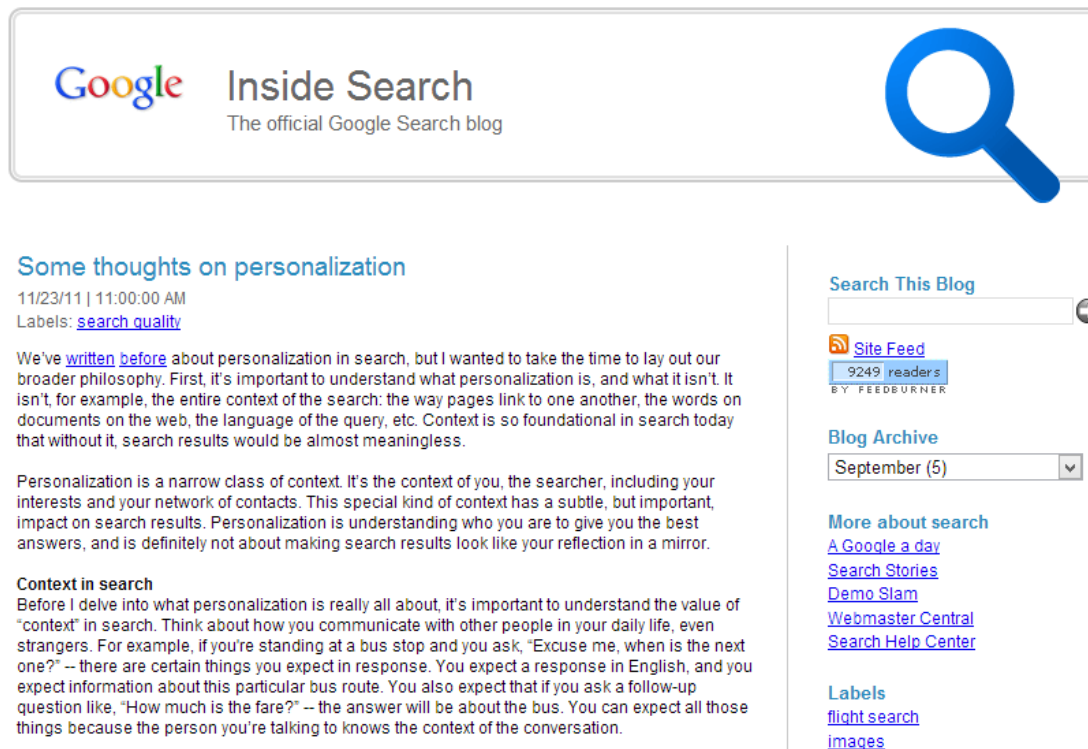 Google
Inside Search
The official Google Search blog
Some thoughts on personalization
11/23/11 | 11:00:00 AM
Labels: search quality
We've written before about personalization in search, but I wanted to take the time to lay out our
broader philosophy. First, it's important to understand what personalization is, and what it isn't. It
isn't, for example, the entire context of the search: the way pages link to one another, the words on
documents on the web, the language of the query, etc. Context is so foundational in search today
that without it, search results would be almost meaningless.
Personalization is a narrow class of context. It's the context of you, the searcher, including your
interests and your network of contacts. This special kind of context has a subtle, but important,
impact on search results. Personalization is understanding who you are to give you the best
answers, and is definitely not about making search results look like your reflection in a mirror.
Context in search
Before I delve into what personalization is really all about, it's important to understand the value of
“context” in search. Think about how you communicate with other people in your daily life, even
strangers. For example, if you're standing at a bus stop and you ask, “Excuse me, when is the next
one?” -- there are certain things you expect in response. You expect a response in English, and you
expect information about this particular bus route. You also expect that if you ask a follow-up
question like, “How much is the fare?” -- the answer will be about the bus. You can expect all those
things because the person you're talking to knows the context of the conversation.
Search This Blog
Site Feed
9249 readers
BY FEEDBURNER
Blog Archive
September (5)
More about search
A Google a day
Search Stories
Demo Slam
Webmaster Central
Search Help Center
Labels
flight search
images